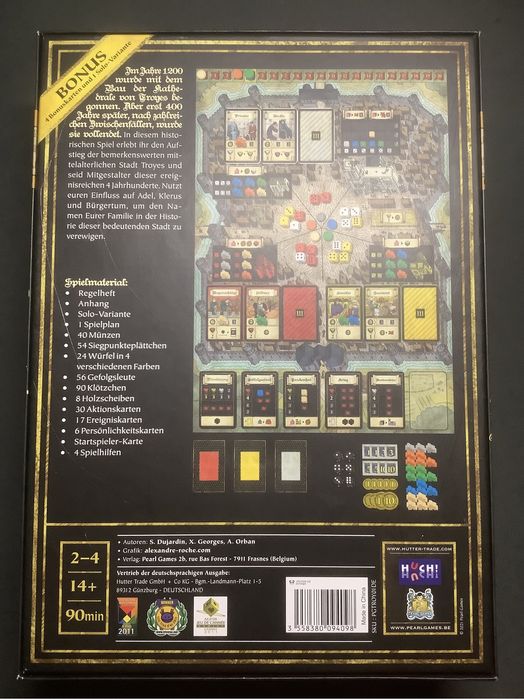 BONUS
4 Bonuskarten und 1 Solo-Variante
Im Jahre 1200
wurde mit dem
Bau der Kathe-
drale von Troyes be-
gonnen. Aber erst 400
Jahre später, nach zahlrei-
chen Zwischenfällen, wurde
sie vollendet. In diesem histo-
rischen Spiel erlebt ihr den Auf-
stieg der bemerkenswerten mit-
telalterlichen Stadt Troyes und
seid Mitgestalter dieser ereig-
nisreichen 4 Jahrhunderte. Nutzt
euren Einfluss auf Adel, Klerus
und Bürgertum, um den Na-
men Eurer Familie in der Histo-
rie dieser bedeutenden Stadt zu
verewigen.
Spielmaterial:
• Regelheft
• Anhang
• Solo-Variante
• 1 Spielplan
• 40 Münzen
• 54 Siegpunkteplättchen
• 24 Würfel in 4
verschiedenen Farben
• 56 Gefolgsleute
• 90 Klötzchen
• 8 Holzscheiben
• 30 Aktionskarten
• 17 Ereigniskarten
• 6 Persönlichkeitskarten
• Startspieler-Karte
• 4 Spielhilfen
2–4
14+
90min
• Autoren: S. Dujardin, X. Georges, A. Orban
• Grafik: alexandre-roche.com
• Verlag: Pearl Games 2b, rue Bas Forest - 7911 Frasnes (Belgium)
Vertrieb der deutschsprachigen Ausgabe:
Hutter Trade GmbH + Co KG - Bgm.-Landmann-Platz 1-5
89312 Günzburg - DEUTSCHLAND
2011
3 558380 094098
Made in China
SKU : PGTROY01DE
WWW.HUTTER-TRADE.COM
HUCH!
WWW.PEARLGAMES.BE